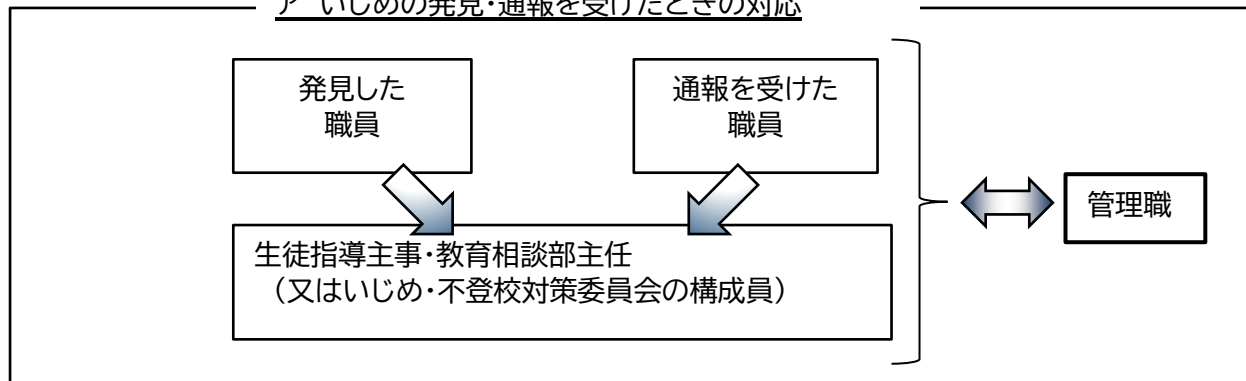 ア いじめの発見・通報を受けたときの対応
発見した
職員
通報を受けた
職員
生徒指導主事・教育相談部主任
（又はいじめ・不登校対策委員会の構成員）
管理職